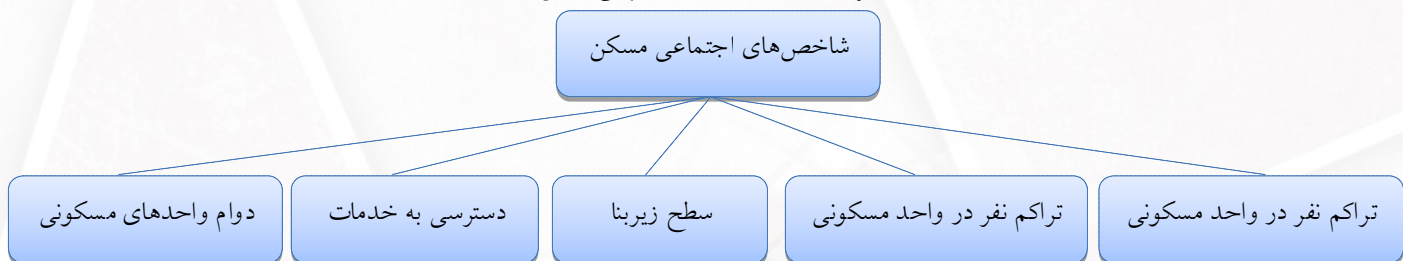 شاخص‌های اجتماعی مسکن
تراکم نفر در واحد مسکونی
تراکم نفر در واحد مسکونی
سطح زیربنا
دسترسی به خدمات
دوام واحدهای مسکونی